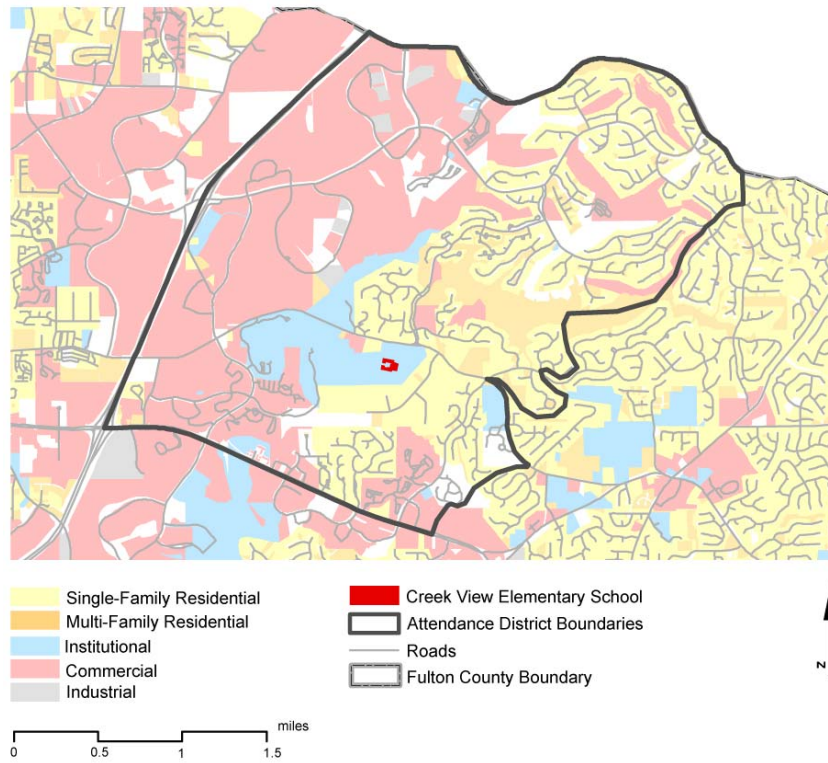 Single-Family Residential
Multi-Family Residential
Institutional
Commercial
Industrial
Creek View Elementary School
Attendance District Boundaries
Roads
Fulton County Boundary
z
miles
0 0.5 1 1.5